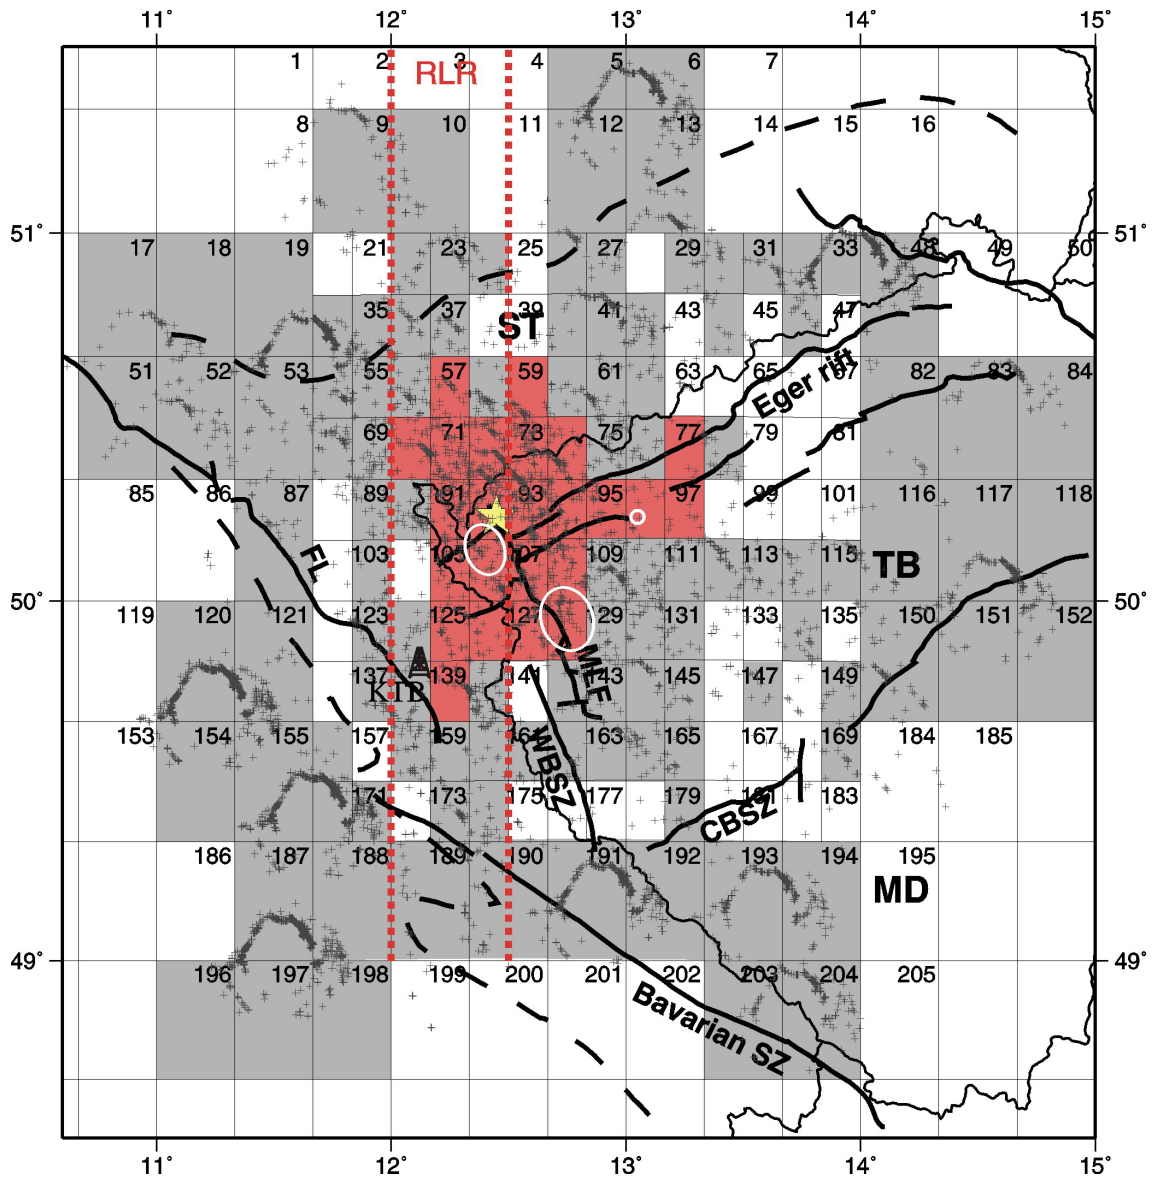 11° 12° 13° 14° 15°
1 2 3 4 5 6 7
RLR
8 9 10 11 12 13 14 15 16
51° 51°
17 18 19 21 23 25 27 29 31 33 48 49 50
35 37 39 41 43 45 47
ST
51 52 53 55 57 59 61 63 65 67 82 83 84
Eger rift
69 71 73 75 77 79 81
85 86 87 89 91 93 95 97 99 101 116 117 118
103 105 107 109 111 113 115
FL
TB
50° 50°
119 120 121 123 125 127 129 131 133 135 150 151 152
137 139 141 143 145 147 149
KTB
MLF
153 154 155 157 159 161 163 165 167 169 184 185
WBSZ
171 173 175 177 179 181 183
CBSZ
186 187 188 189 190 191 192 193 194 195
MD
49° 49°
196 197 198 199 200 201 202 203 204 205
Bavarian SZ
11° 12° 13° 14° 15°